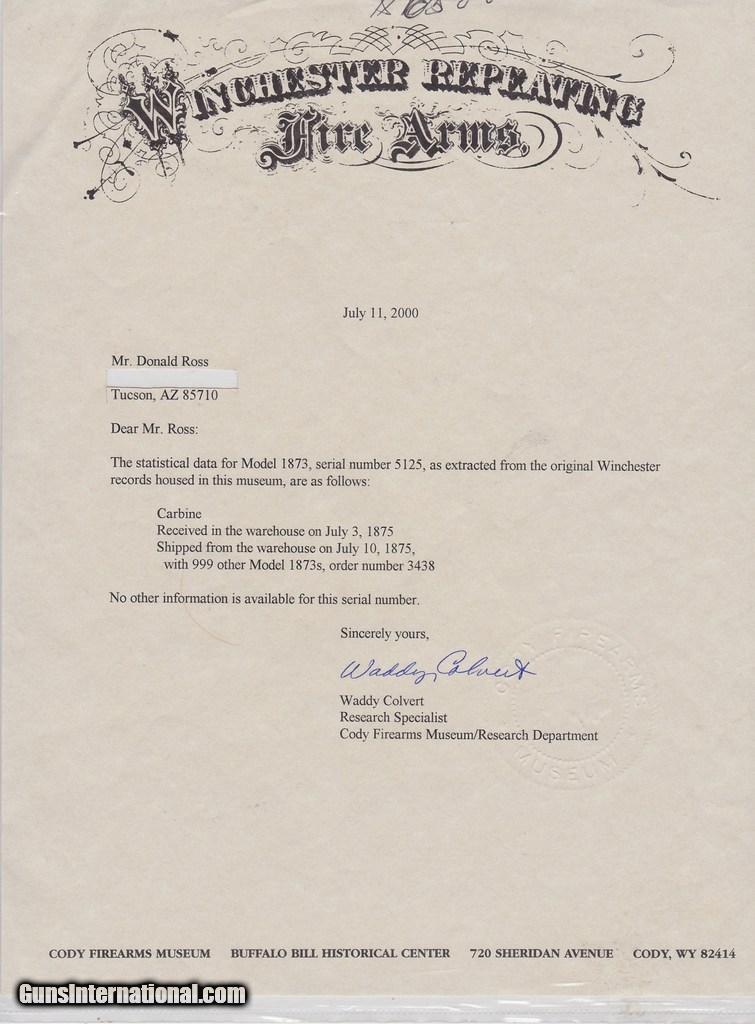 WINCHESTER REPEATING
Fire Arms.
July 11, 2000
Mr. Donald Ross
Tucson, AZ 85710
Dear Mr. Ross:
The statistical data for Model 1873, serial number 5125, as extracted from the original Winchester
records housed in this museum, are as follows:
Carbine
Received in the warehouse on July 3, 1875
Shipped from the warehouse on July 10, 1875,
with 999 other Model 1873s, order number 3438
No other information is available for this serial number.
Sincerely yours,
Waddy Colvert
Waddy Colvert
Research Specialist
Cody Firearms Museum/Research Department
CODY FIREARMS MUSEUM
CODY FIREARMS MUSEUM BUFFALO BILL HISTORICAL CENTER 720 SHERIDAN AVENUE CODY, WY 82414
GunsInternational.com